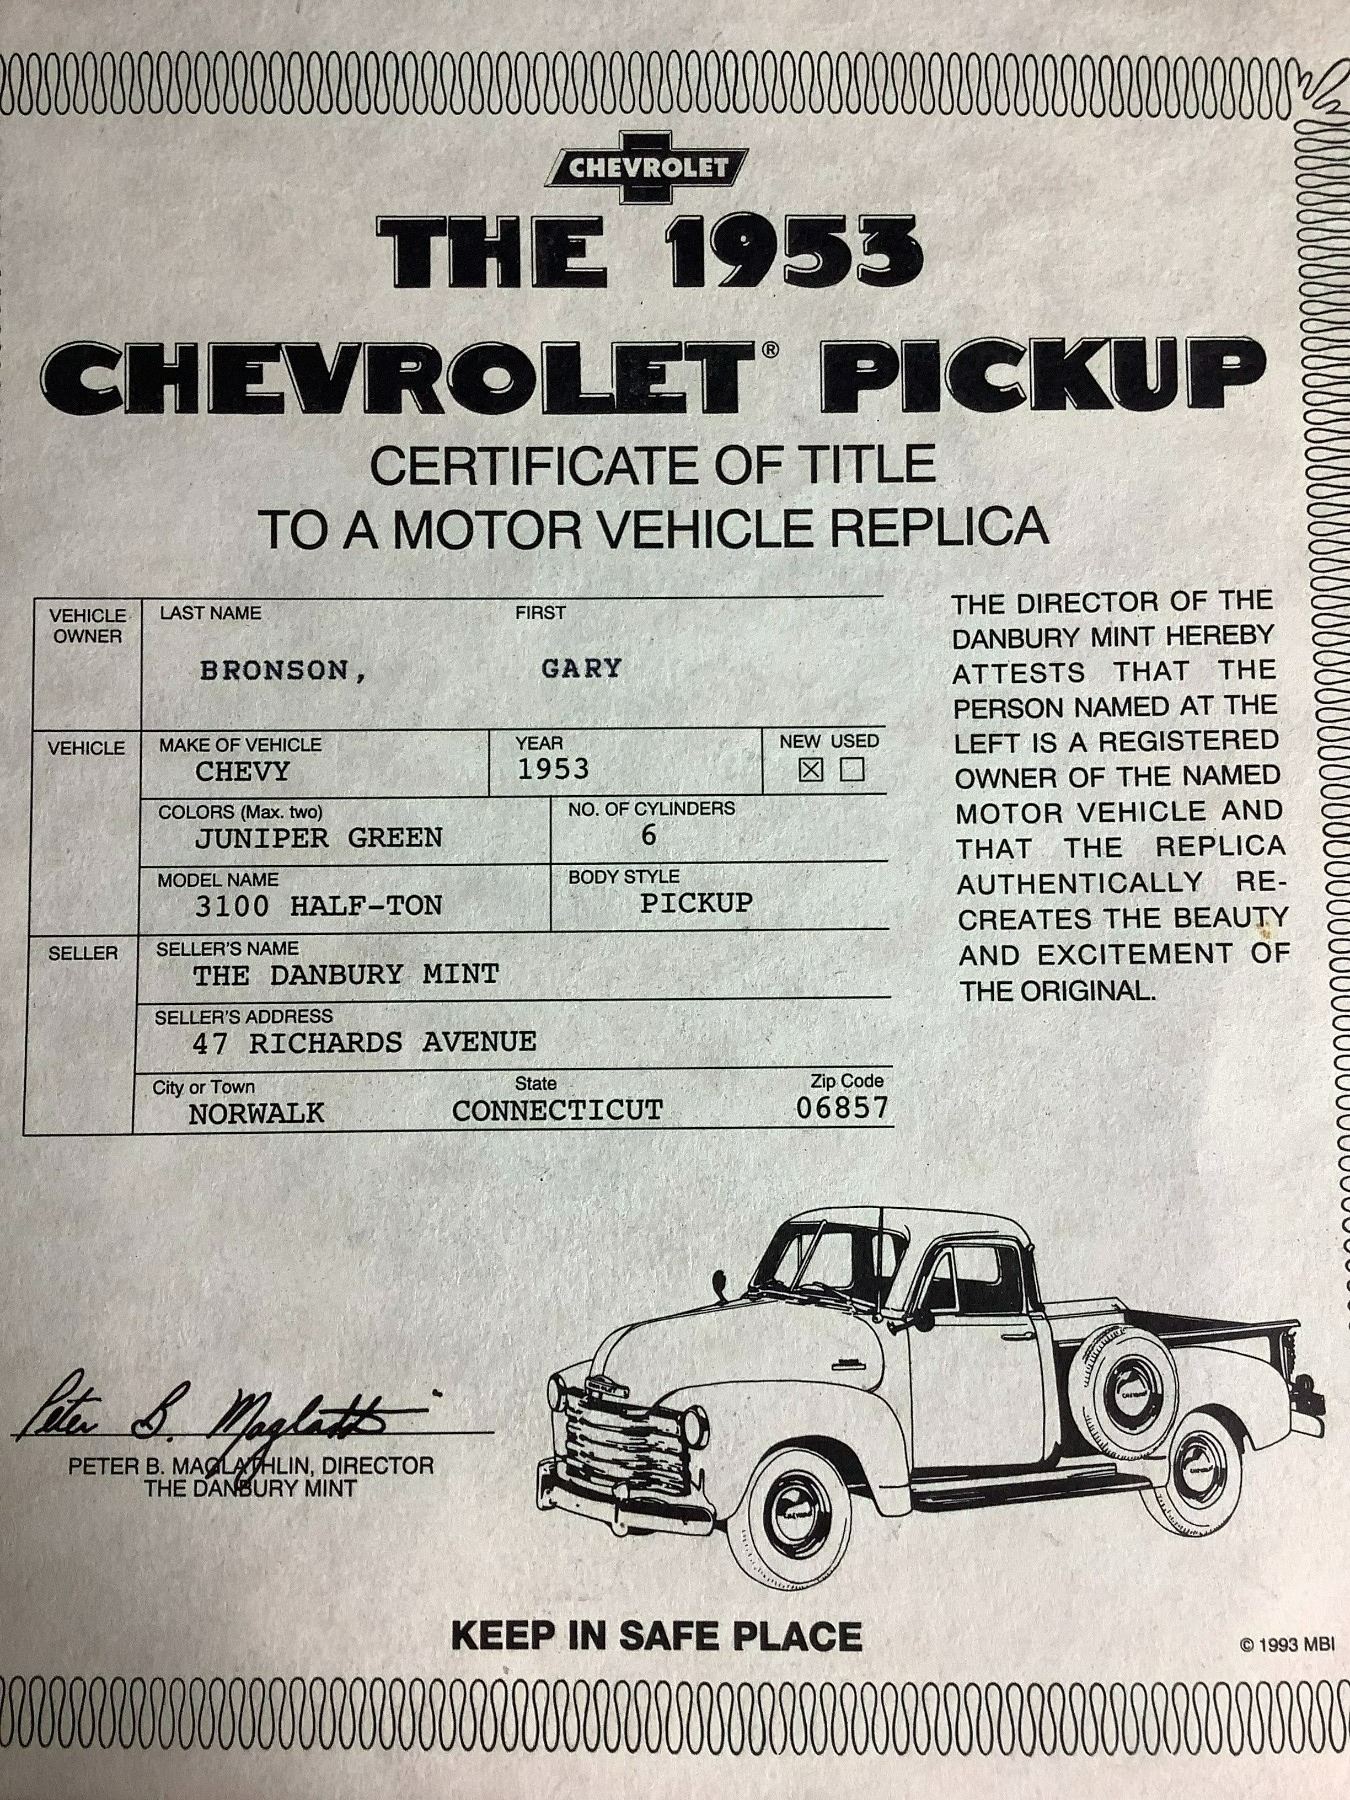 CHEVROLET
THE 1953
CHEVROLET® PICKUP
CERTIFICATE OF TITLE
TO A MOTOR VEHICLE REPLICA
VEHICLE OWNER
LAST NAME FIRST
BRONSON, GARY
VEHICLE
MAKE OF VEHICLE YEAR NEW USED
CHEVY 1953 ☒ ☐
COLORS (Max. two) NO. OF CYLINDERS
JUNIPER GREEN 6
MODEL NAME BODY STYLE
3100 HALF-TON PICKUP
SELLER
SELLER'S NAME
THE DANBURY MINT
SELLER'S ADDRESS
47 RICHARDS AVENUE
City or Town State Zip Code
NORWALK CONNECTICUT 06857
THE DIRECTOR OF THE
DANBURY MINT HEREBY
ATTESTS THAT THE
PERSON NAMED AT THE
LEFT IS A REGISTERED
OWNER OF THE NAMED
MOTOR VEHICLE AND
THAT THE REPLICA
AUTHENTICALLY RE-
CREATES THE BEAUTY
AND EXCITEMENT OF
THE ORIGINAL.
Peter B. Maglathlin
PETER B. MAGLATHLIN, DIRECTOR
THE DANBURY MINT
KEEP IN SAFE PLACE
© 1993 MBI